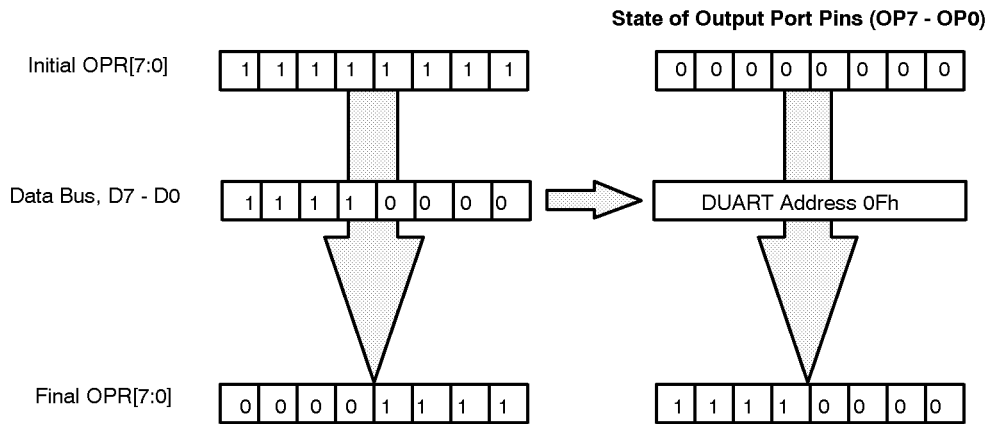 State of Output Port Pins (OP7 - OP0)
Initial OPR[7:0] 1 1 1 1 1 1 1 1 0 0 0 0 0 0 0 0
Data Bus, D7 - D0 1 1 1 1 0 0 0 0 DUART Address 0Fh
Final OPR[7:0] 0 0 0 0 1 1 1 1 1 1 1 1 0 0 0 0